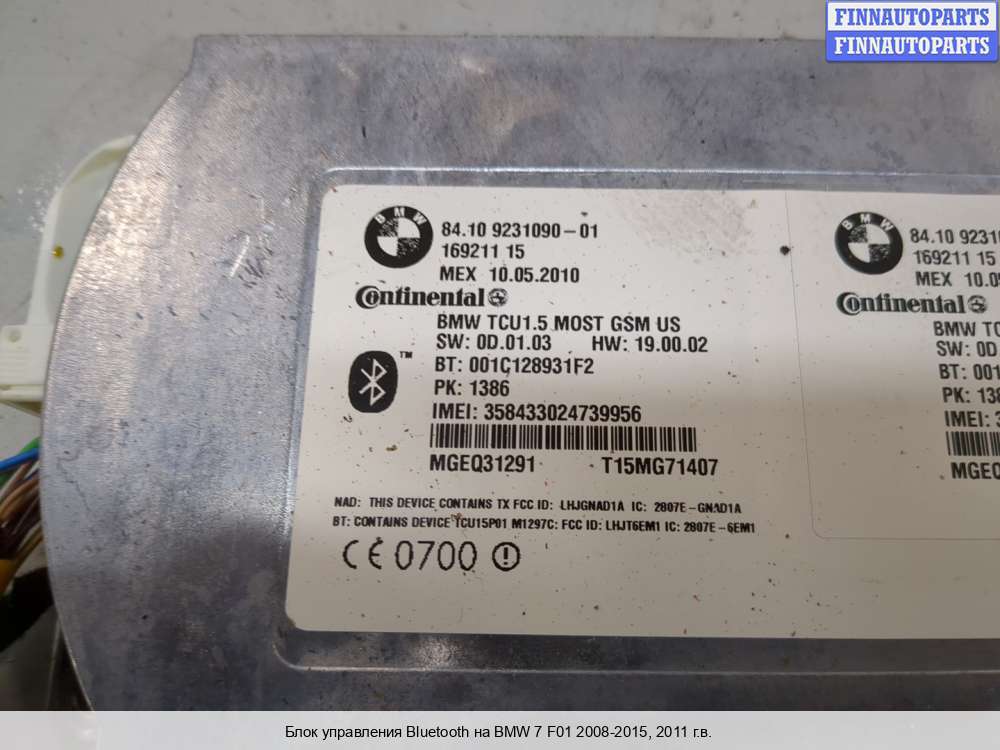 FINNAUTOPARTS
FINNAUTOPARTS
BMW
84.10 9231090-01
169211 15
MEX 10.05.2010
Continental
BMW TCU1.5 MOST GSM US
SW: 0D.01.03 HW: 19.00.02
BT: 001C128931F2
™
PK: 1386
IMEI: 358433024739956
MGEQ31291 T15MG71407
NAD: THIS DEVICE CONTAINS TX FCC ID: LHJGNAD1A IC: 2807E-GNAD1A
BT: CONTAINS DEVICE TCU15P01 M1297C: FCC ID: LHJT6EM1 IC: 2807E-6EM1
CE 0700
BMW
84.10 9231
169211 15
MEX 10.0
Continental
BMW TC
SW: 0D
BT: 001
PK: 138
IMEI:
MGEQ
Блок управления Bluetooth на BMW 7 F01 2008-2015, 2011 г.в.